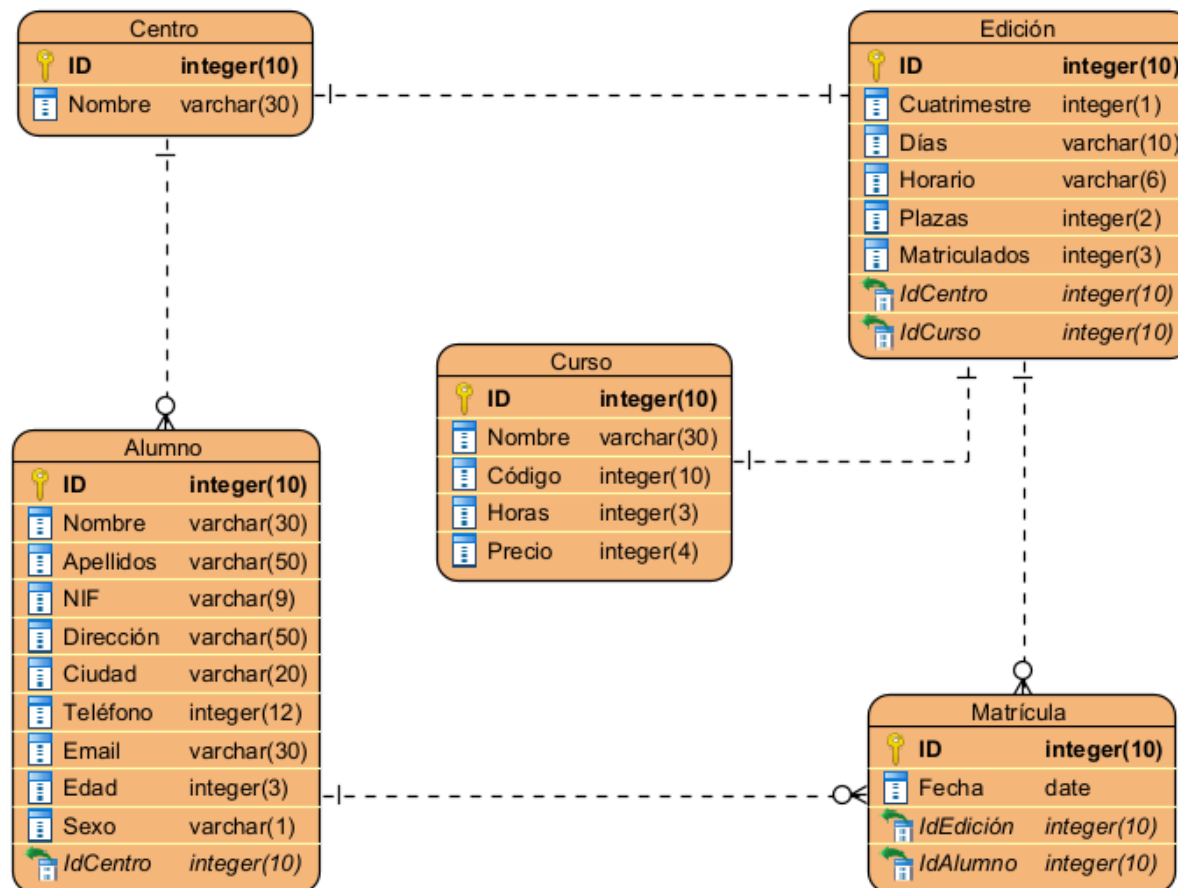 Centro
ID integer(10)
Nombre varchar(30)
Edición
ID integer(10)
Cuatrimestre integer(1)
Días varchar(10)
Horario varchar(6)
Plazas integer(2)
Matriculados integer(3)
IdCentro integer(10)
IdCurso integer(10)
Curso
ID integer(10)
Nombre varchar(30)
Código integer(10)
Horas integer(3)
Precio integer(4)
Alumno
ID integer(10)
Nombre varchar(30)
Apellidos varchar(50)
NIF varchar(9)
Dirección varchar(50)
Ciudad varchar(20)
Teléfono integer(12)
Email varchar(30)
Edad integer(3)
Sexo varchar(1)
IdCentro integer(10)
Matrícula
ID integer(10)
Fecha date
IdEdición integer(10)
IdAlumno integer(10)